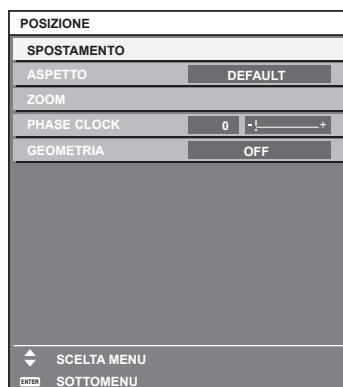 POSIZIONE
SPOSTAMENTO
ASPETTO DEFAULT
ZOOM
PHASE CLOCK 0 - +
GEOMETRIA OFF
SCELTA MENU
ENTER SOTTOMENU